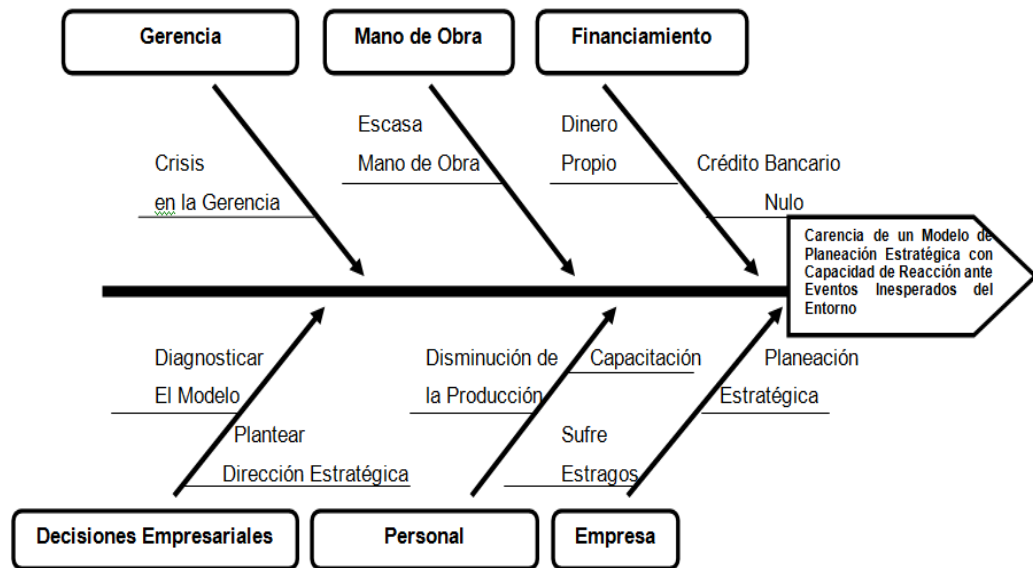 Gerencia
Mano de Obra
Financiamiento
Crisis
en la Gerencia
Escasa
Mano de Obra
Dinero
Propio
Crédito Bancario
Nulo
Carencia de un Modelo de
Planeación Estratégica con
Capacidad de Reacción ante
Eventos Inesperados del
Entorno
Diagnosticar
El Modelo
Plantear
Dirección Estratégica
Disminución de
la Producción
Capacitación
Sufre
Estragos
Planeación
Estratégica
Decisiones Empresariales
Personal
Empresa